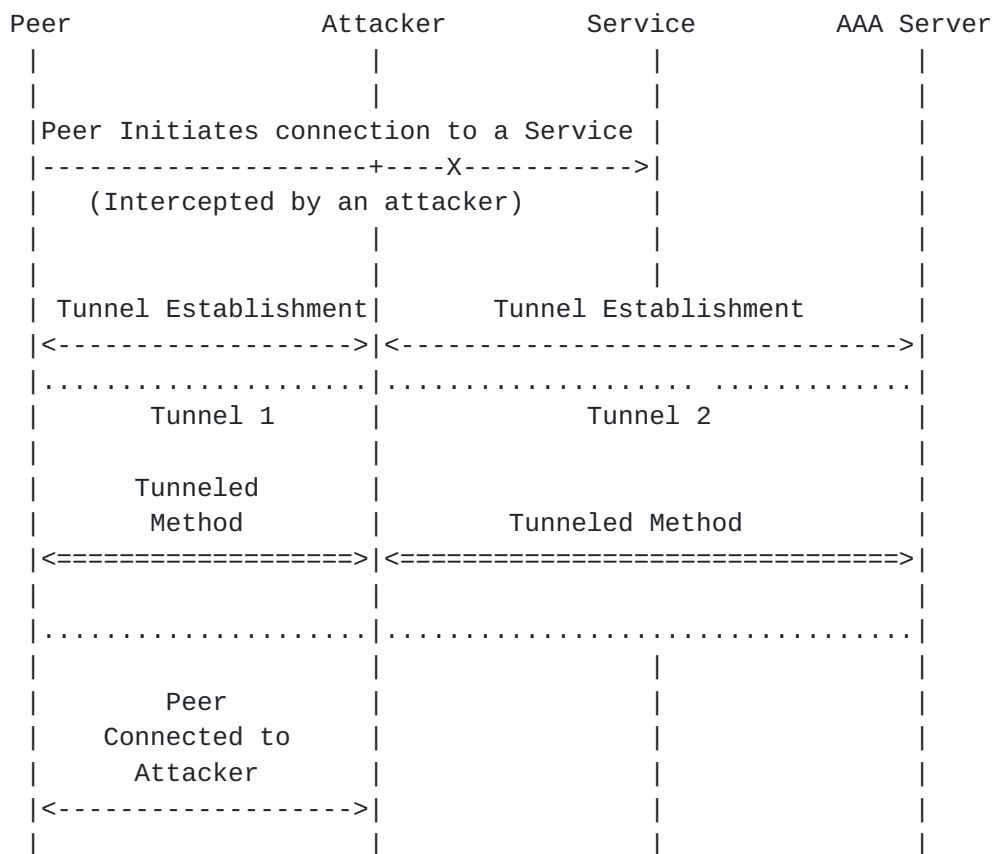 Peer Attacker Service AAA Server
|Peer Initiates connection to a Service |
|---------------------+----X----------->|
| (Intercepted by an attacker) |
| Tunnel Establishment| Tunnel Establishment |
|<------------------->|<--------------------------------->|
|.....................|.................... .............|
| Tunnel 1 | Tunnel 2 |
| Tunneled | |
| Method | Tunneled Method |
|<===================>|<================================>|
|.....................|..................................|
| Peer | | |
| Connected to | | |
| Attacker | | |
|<------------------->| | |